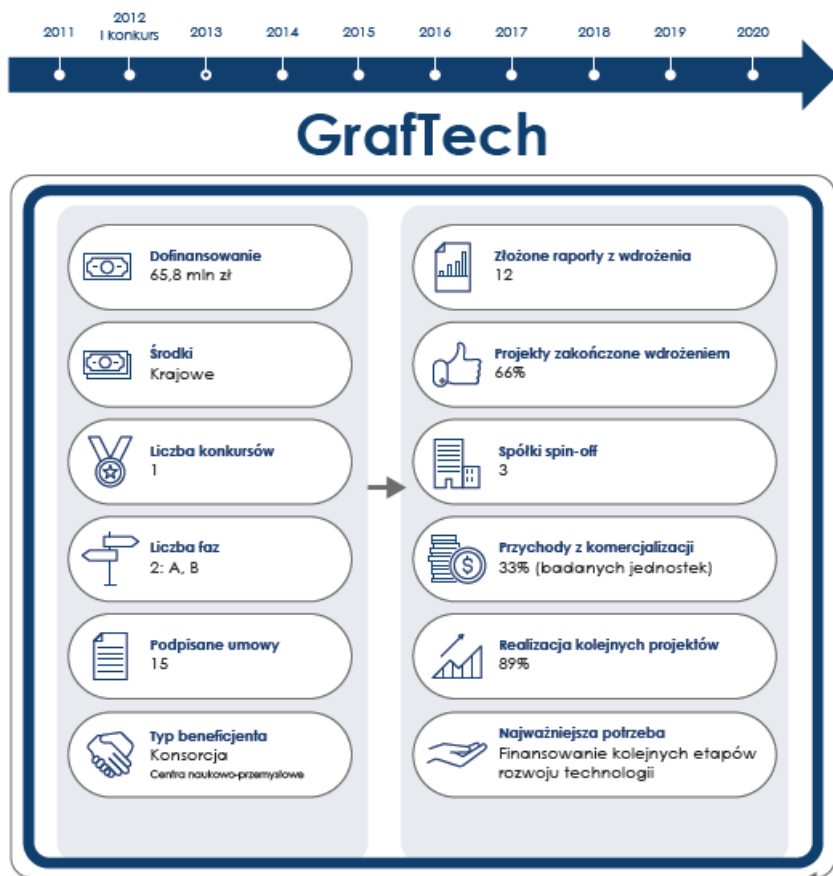 2011
2012
I konkurs
2013
2014
2015
2016
2017
2018
2019
2020
GrafTech
Dofinansowanie
65,8 mln zł
Środki
Krajowe
Liczba konkursów
1
Liczba faz
2: A, B
Podpisane umowy
15
Typ beneficjenta
Konsorcja
Centra naukowo-przemysłowe
Złożone raporty z wdrożenia
12
Projekty zakończone wdrożeniem
66%
Spółki spin-off
3
Przychody z komercjalizacji
33% (badanych jednostek)
Realizacja kolejnych projektów
89%
Najważniejsza potrzeba
Finansowanie kolejnych etapów
rozwoju technologii